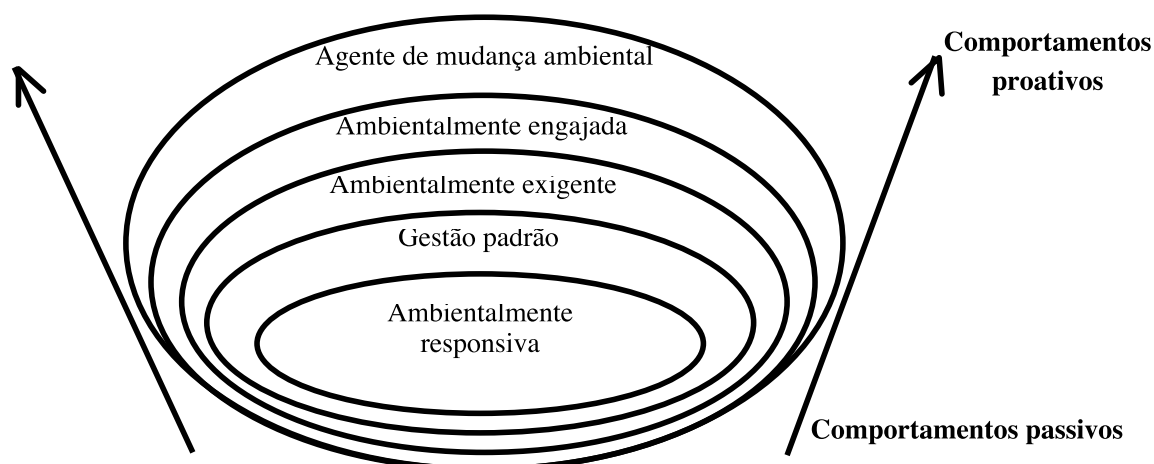 Agente de mudança ambiental
Comportamentos
proativos
Ambientalmente engajada
Ambientalmente exigente
Gestão padrão
Ambientalmente
responsiva
Comportamentos passivos